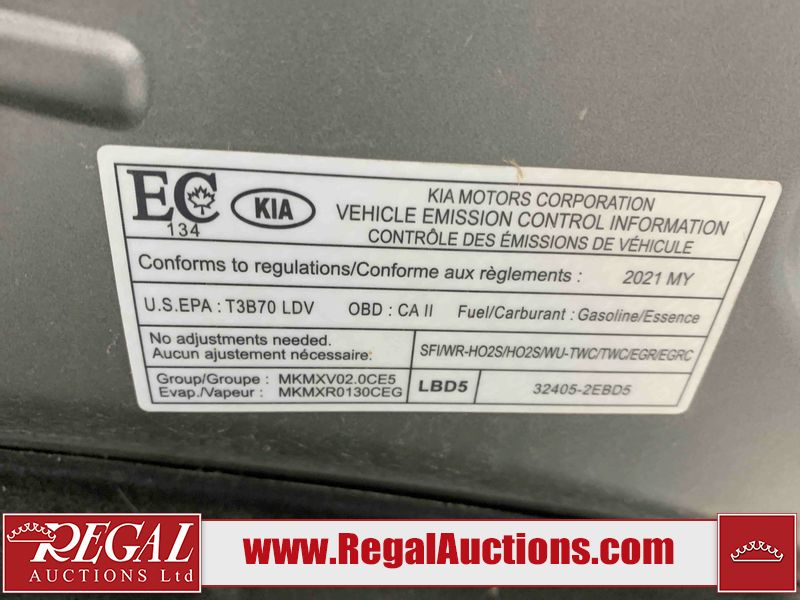 EC
134
KIA
KIA MOTORS CORPORATION
VEHICLE EMISSION CONTROL INFORMATION
CONTRÔLE DES ÉMISSIONS DE VÉHICULE
Conforms to regulations/Conforme aux règlements : 2021 MY
U.S.EPA : T3B70 LDV OBD : CA II Fuel/Carburant : Gasoline/Essence
No adjustments needed.
Aucun ajustement nécessaire.
SFI/WR-HO2S/HO2S/WU-TWC/TWC/EGR/EGRC
Group/Groupe : MKMXV02.0CE5
Evap./Vapeur : MKMXR0130CEG
LBD5
32405-2EBD5
REGAL
AUCTIONS Ltd
www.RegalAuctions.com